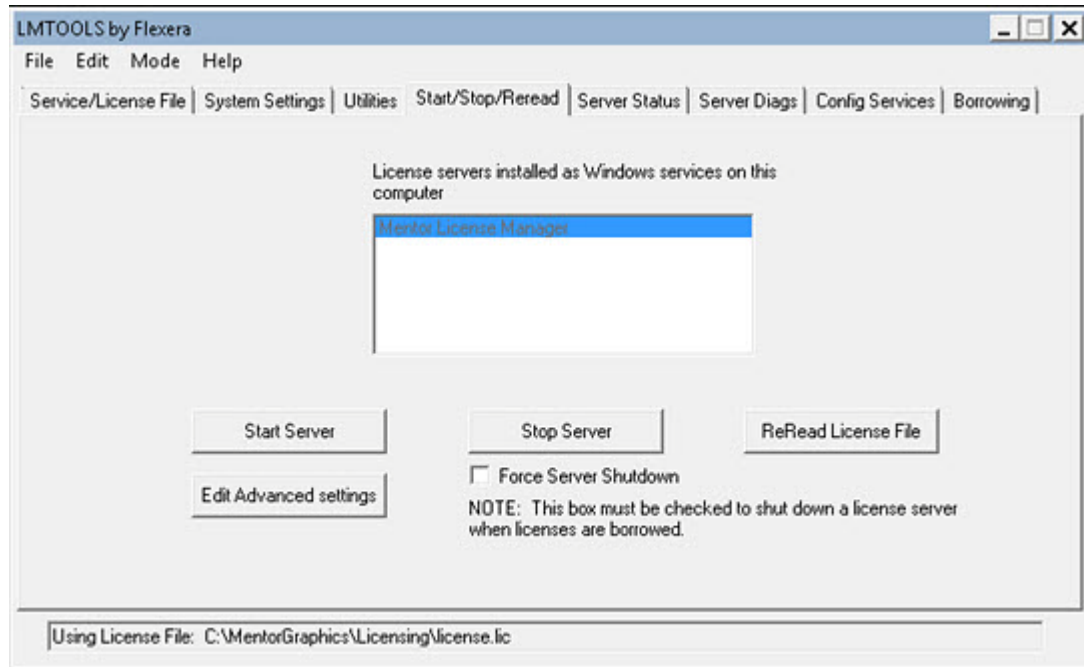 LMTOOLS by Flexera
File Edit Mode Help
Service/License File System Settings Utilities Start/Stop/Reread Server Status Server Diags Config Services Borrowing
License servers installed as Windows services on this
computer
Mentor License Manager
Start Server Stop Server ReRead License File
Edit Advanced settings Force Server Shutdown
NOTE: This box must be checked to shut down a license server
when licenses are borrowed.
Using License File: C:\MentorGraphics\Licensing\license.lic